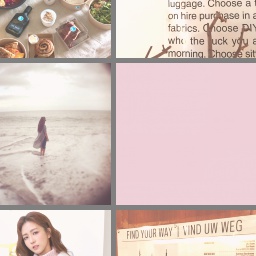 luggage. Choose a t
on hire purchase in a
fabrics. Choose DIY
who the fuck you a
morning. Choose sit
FIND YOUR WAY | VIND UW WEG